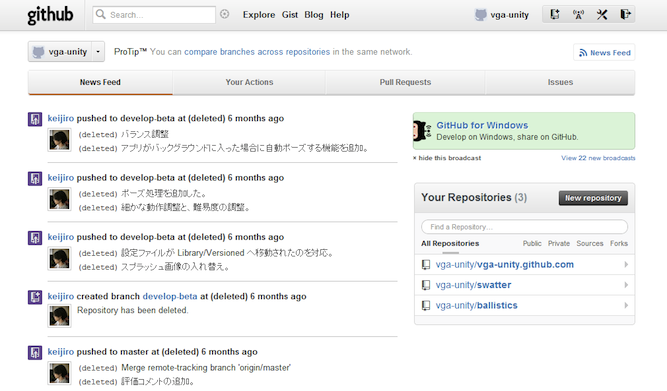 github
Search...
Explore Gist Blog Help
vga-unity
vga-unity
ProTip™ You can compare branches across repositories in the same network.
News Feed
News Feed
Your Actions
Pull Requests
Issues
keijiro pushed to develop-beta at (deleted) 6 months ago
(deleted) バランス調整
(deleted) アプリがバックグラウンドに入った場合に自動ポーズする機能を追加。
keijiro pushed to develop-beta at (deleted) 6 months ago
(deleted) ポーズ処理を追加した。
(deleted) 細かな動作調整と、難易度の調整。
keijiro pushed to develop-beta at (deleted) 6 months ago
(deleted) 設定ファイルが Library/Versioned へ移動されたのを対応。
(deleted) スプラッシュ画像の入れ替え。
keijiro created branch develop-beta at (deleted) 6 months ago
Repository has been deleted.
keijiro pushed to master at (deleted) 6 months ago
(deleted) Merge remote-tracking branch 'origin/master'
(deleted) 評価コメントの追加。
GitHub for Windows
Develop on Windows, share on GitHub.
× hide this broadcast
View 22 new broadcasts
Your Repositories (3)
New repository
Find a Repository...
All Repositories
Public Private Sources Forks
vga-unity/vga-unity.github.com
vga-unity/swatter
vga-unity/ballistics